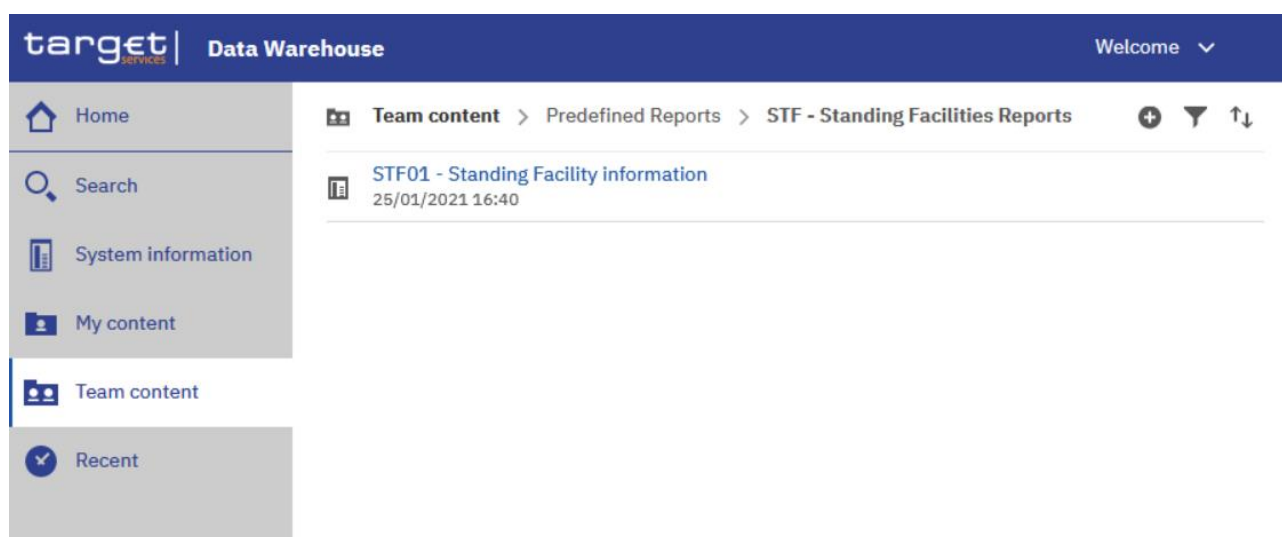 target services | Data Warehouse
Welcome
Home
Team content > Predefined Reports > STF - Standing Facilities Reports
Search
STF01 - Standing Facility information
25/01/2021 16:40
System information
My content
Team content
Recent